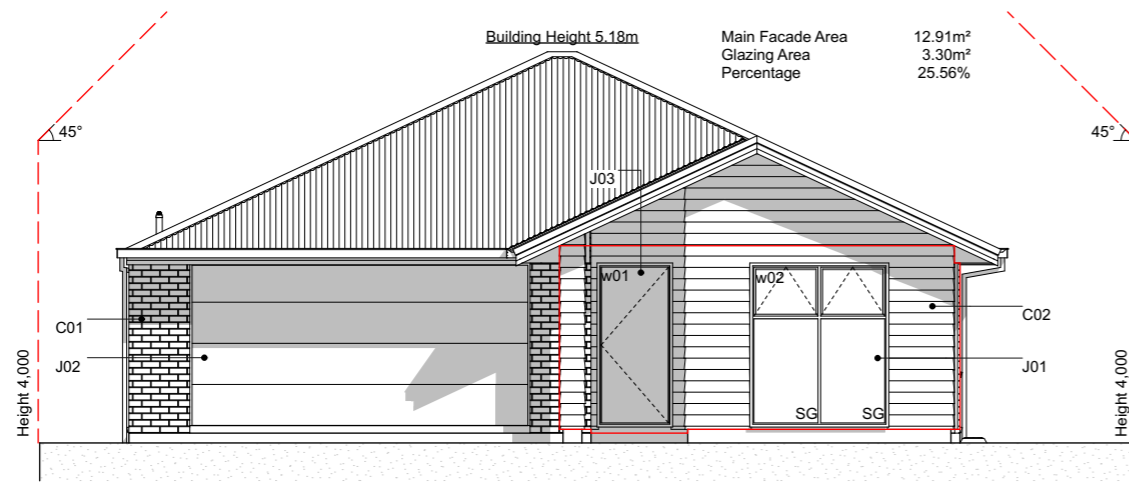 Building Height 5.18m
Main Facade Area 12.91m²
Glazing Area 3.30m²
Percentage 25.56%
45°
45°
J03
w01
w02
C01
C02
J02
J01
SG SG
Height 4,000
Height 4,000